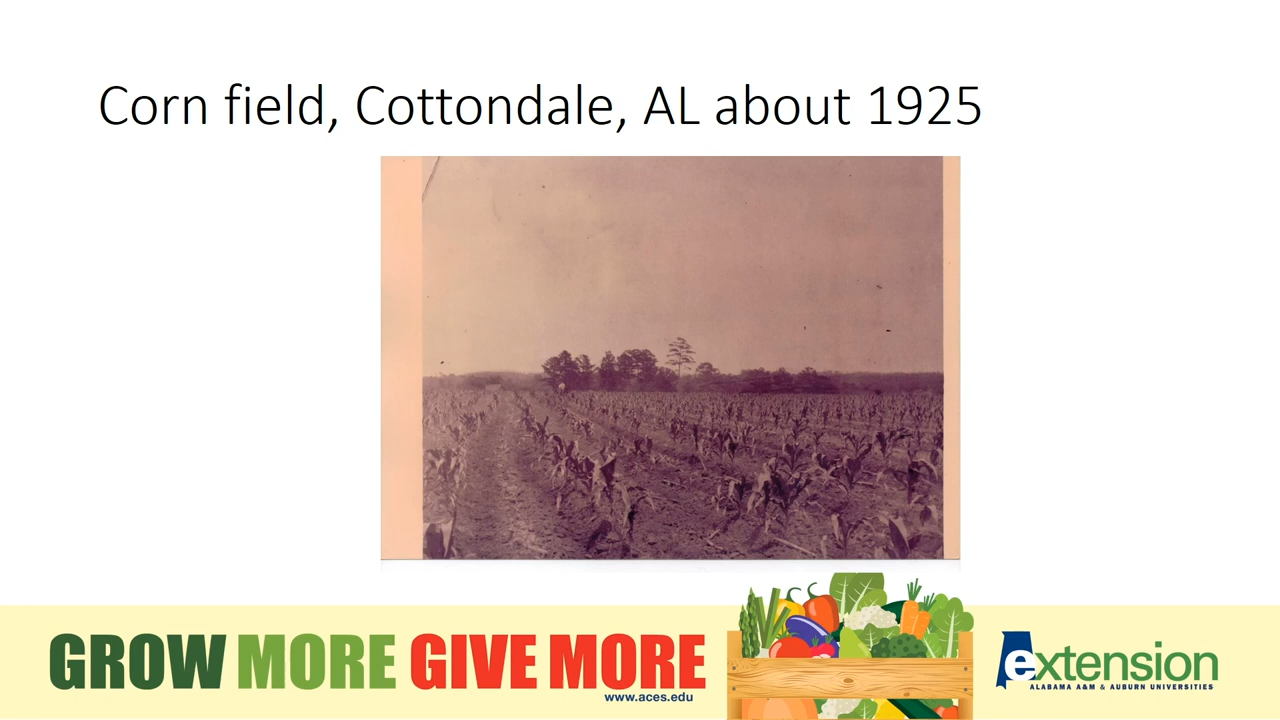 Corn field, Cottondale, AL about 1925
GROW MORE GIVE MORE
www.aces.edu
extension
ALABAMA A&M & AUBURN UNIVERSITIES